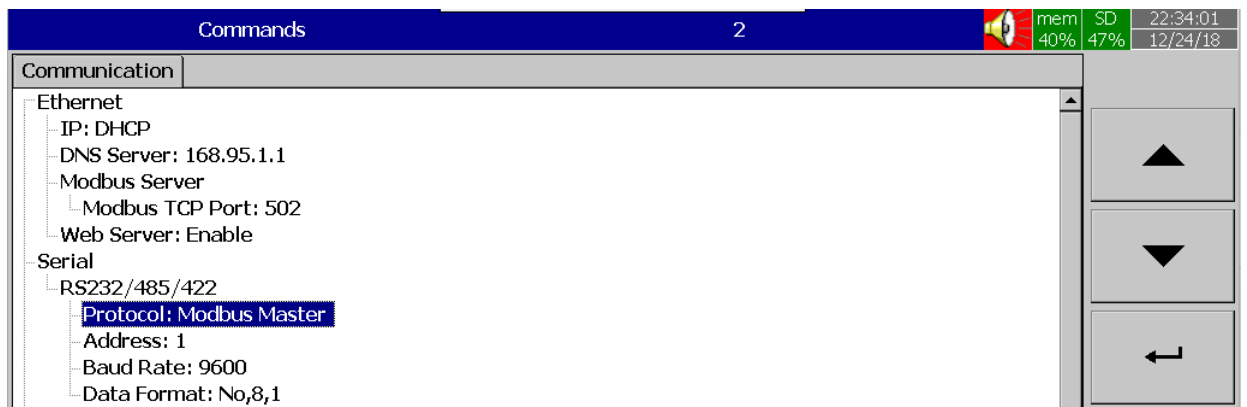 Commands 2 mem SD 22:34:01
40% 47% 12/24/18
Communication
Ethernet
IP: DHCP
DNS Server: 168.95.1.1
Modbus Server
Modbus TCP Port: 502
Web Server: Enable
Serial
RS232/485/422
Protocol: Modbus Master
Address: 1
Baud Rate: 9600
Data Format: No,8,1